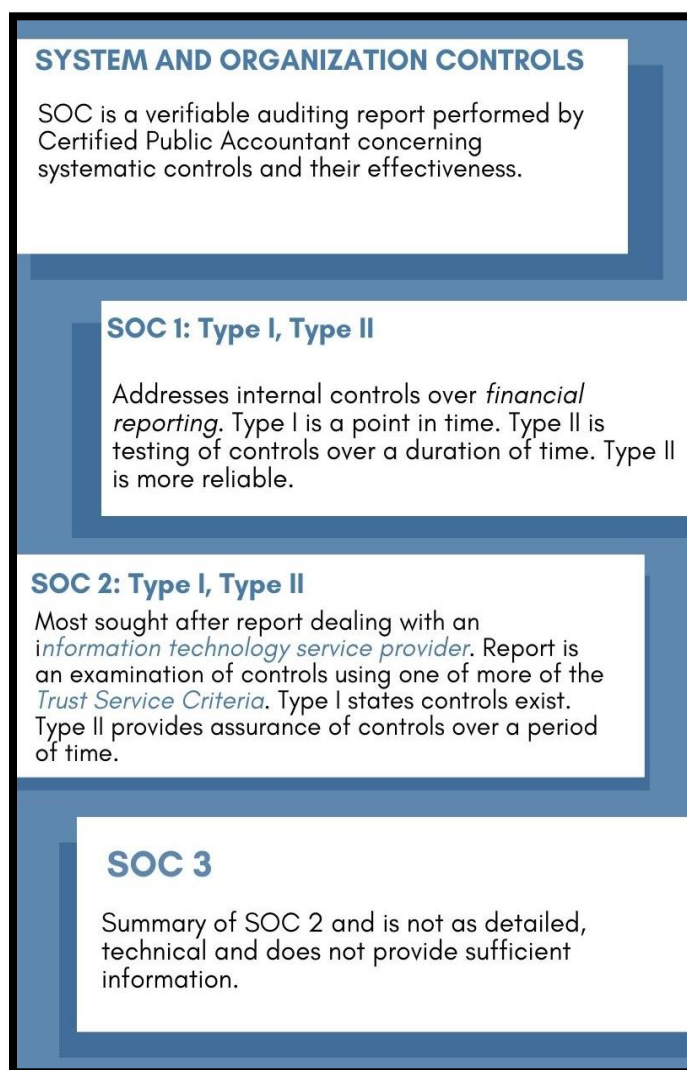 SYSTEM AND ORGANIZATION CONTROLS
SOC is a verifiable auditing report performed by
Certified Public Accountant concerning
systematic controls and their effectiveness.
SOC 1: Type I, Type II
Addresses internal controls over financial
reporting. Type I is a point in time. Type II is
testing of controls over a duration of time. Type II
is more reliable.
SOC 2: Type I, Type II
Most sought after report dealing with an
information technology service provider. Report is
an examination of controls using one of more of the
Trust Service Criteria. Type I states controls exist.
Type II provides assurance of controls over a period
of time.
SOC 3
Summary of SOC 2 and is not as detailed,
technical and does not provide sufficient
information.